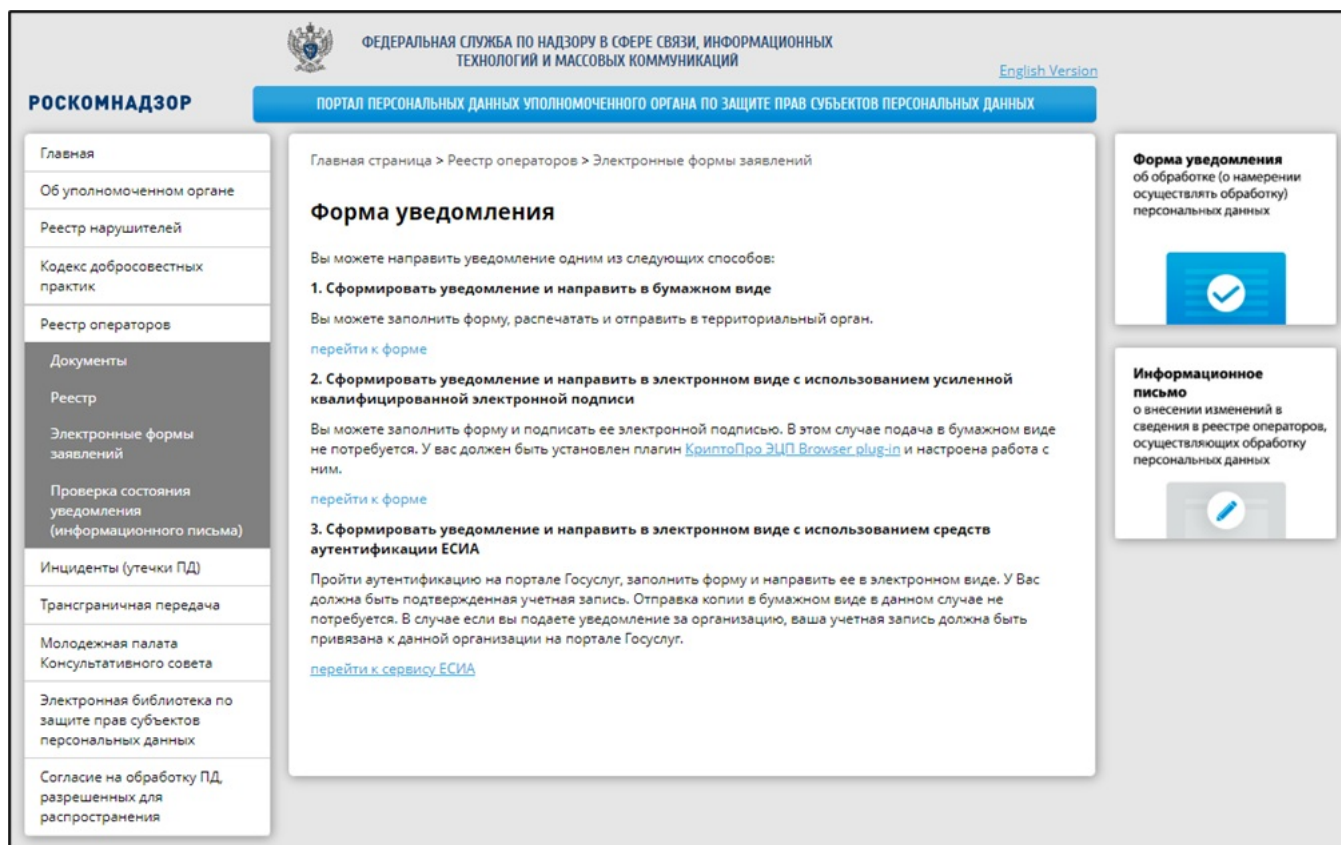 ФЕДЕРАЛЬНАЯ СЛУЖБА ПО НАДЗОРУ В СФЕРЕ СВЯЗИ, ИНФОРМАЦИОННЫХ
ТЕХНОЛОГИЙ И МАССОВЫХ КОММУНИКАЦИЙ
English Version
РОСКОМНАДЗОР
ПОРТАЛ ПЕРСОНАЛЬНЫХ ДАННЫХ УПОЛНОМОЧЕННОГО ОРГАНА ПО ЗАЩИТЕ ПРАВ СУБЪЕКТОВ ПЕРСОНАЛЬНЫХ ДАННЫХ
Главная
Об уполномоченном органе
Реестр нарушителей
Кодекс добросовестных
практик
Реестр операторов
Документы
Реестр
Электронные формы
заявлений
Проверка состояния
уведомления
(информационного письма)
Инциденты (утечки ПД)
Трансграничная передача
Молодежная палата
Консультативного совета
Электронная библиотека по
защите прав субъектов
персональных данных
Согласие на обработку ПД,
разрешенных для
распространения
Главная страница > Реестр операторов > Электронные формы заявлений
Форма уведомления
Вы можете направить уведомление одним из следующих способов:
1. Сформировать уведомление и направить в бумажном виде
Вы можете заполнить форму, распечатать и отправить в территориальный орган.
перейти к форме
2. Сформировать уведомление и направить в электронном виде с использованием усиленной
квалифицированной электронной подписи
Вы можете заполнить форму и подписать ее электронной подписью. В этом случае подача в бумажном виде
не потребуется. У вас должен быть установлен плагин КриптоПро ЭЦП Browser plug-in и настроена работа с
ним.
перейти к форме
3. Сформировать уведомление и направить в электронном виде с использованием средств
аутентификации ЕСИА
Пройти аутентификацию на портале Госуслуг, заполнить форму и направить ее в электронном виде. У Вас
должна быть подтвержденная учетная запись. Отправка копии в бумажном виде в данном случае не
потребуется. В случае если вы подаете уведомление за организацию, ваша учетная запись должна быть
привязана к данной организации на портале Госуслуг.
перейти к сервису ЕСИА
Форма уведомления
об обработке (о намерении
осуществлять обработку)
персональных данных
Информационное
письмо
о внесении изменений в
сведения в реестре операторов,
осуществляющих обработку
персональных данных